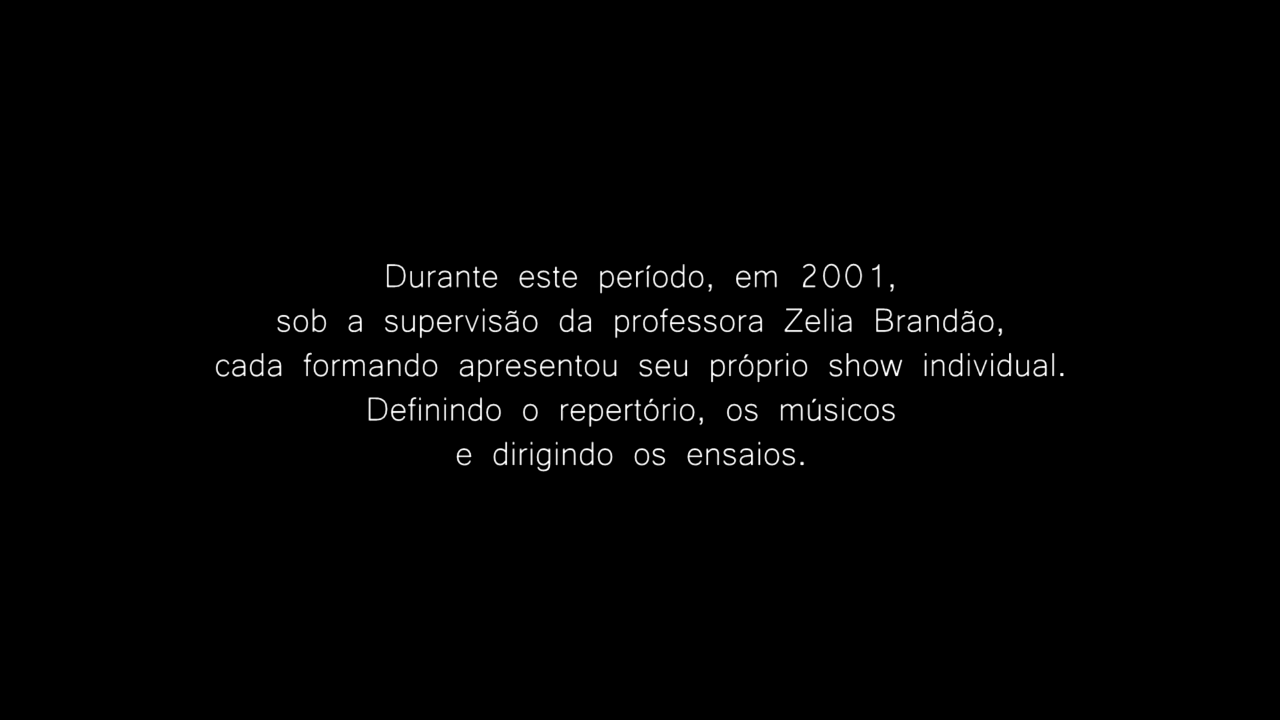 Durante este período, em 2001,
sob a supervisão da professora Zelia Brandão,
cada formando apresentou seu próprio show individual.
Definindo o repertório, os músicos
e dirigindo os ensaios.